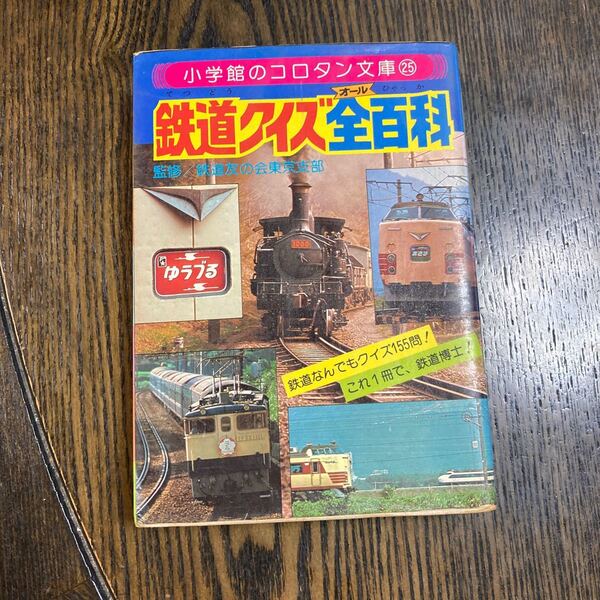 小学館のコロタン文庫㉕
てつどう オール ひゃっか
鉄道クイズ全百科
監修／鉄道友の会東京支部
ゆうづる
鉄道なんでもクイズ155問！
これ1冊で、鉄道博士！